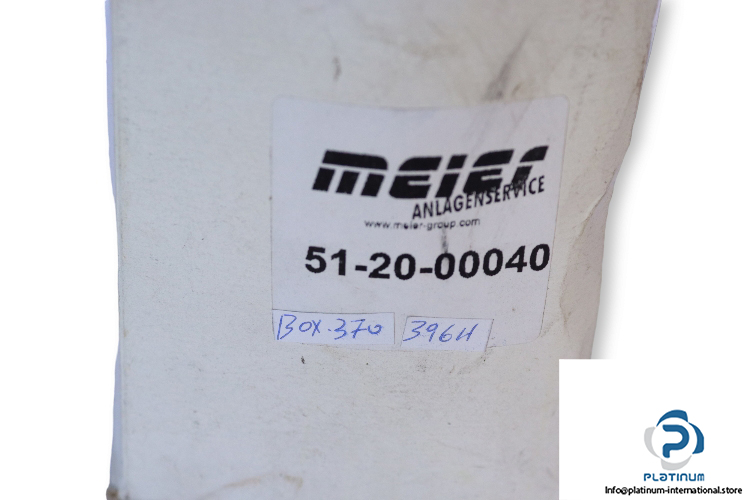 meier
ANLAGENSERVICE
www.meier-group.com
51-20-00040
BOX.370 396H
PLATINUM
Info@platinum-international.store